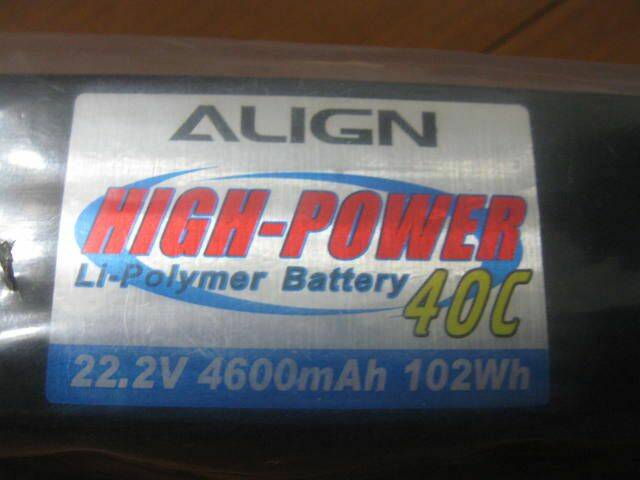 ALIGN
HIGH-POWER
Li-Polymer Battery
40C
22.2V 4600mAh 102Wh